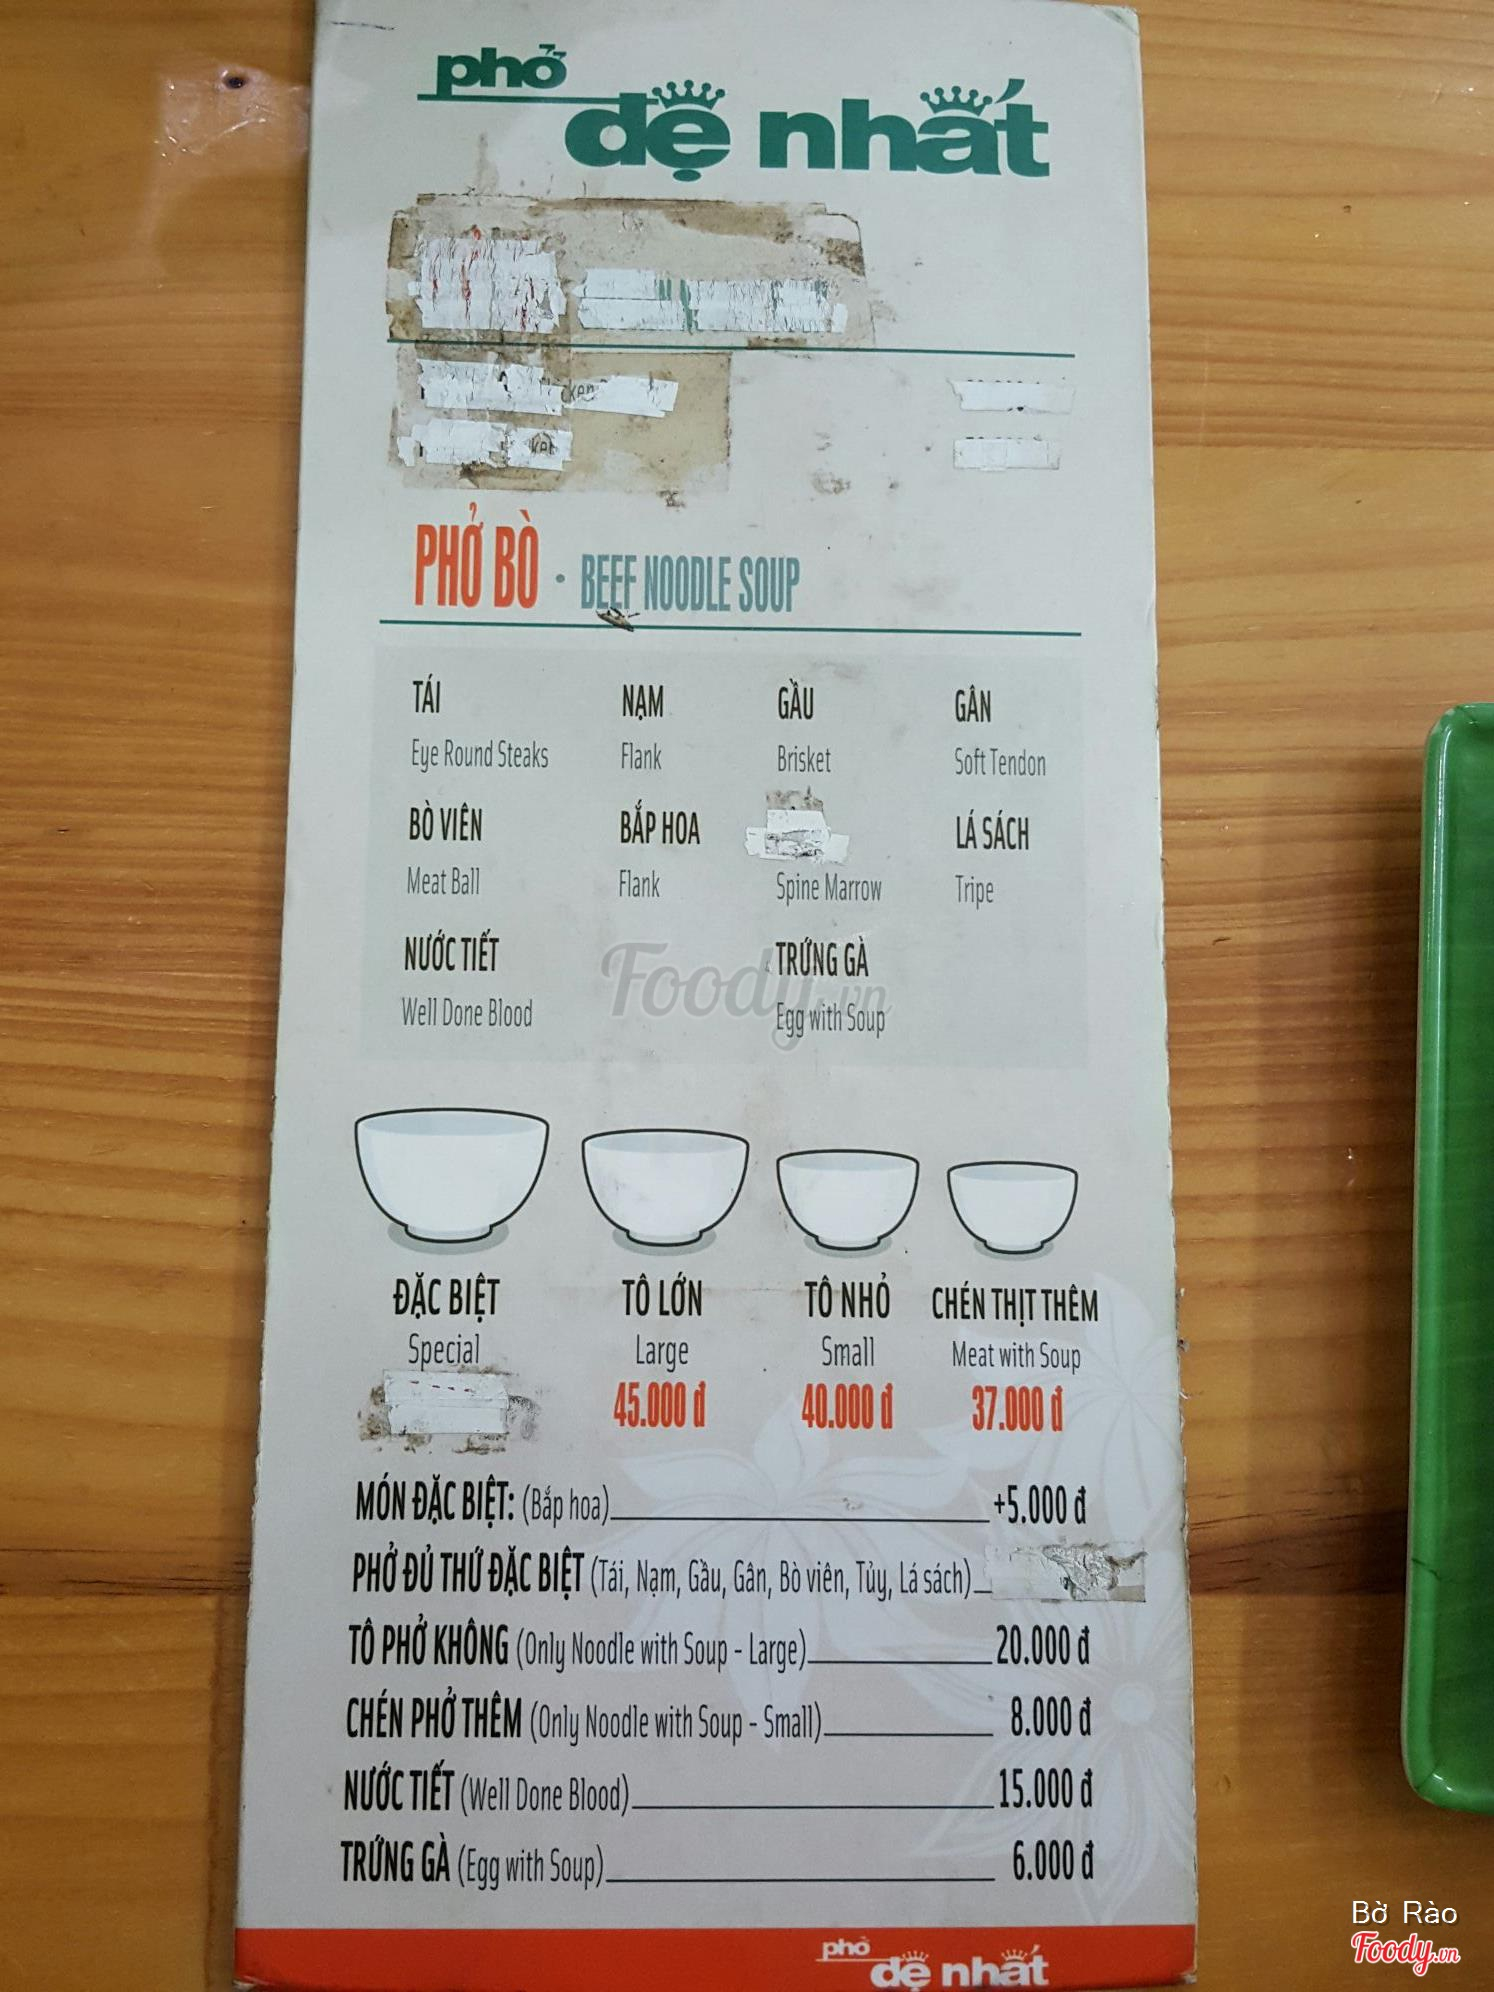 phở
đệ nhất
PHỞ BÒ · BEEF NOODLE SOUP
TÁI NẠM GẦU GÂN
Eye Round Steaks Flank Brisket Soft Tendon
BÒ VIÊN BẮP HOA LÁ SÁCH
Meat Ball Flank Spine Marrow Tripe
NƯỚC TIẾT TRỨNG GÀ
Well Done Blood Egg with Soup
Foody.vn
ĐẶC BIỆT TÔ LỚN TÔ NHỎ CHÉN THỊT THÊM
Special Large Small Meat with Soup
45.000 đ 40.000 đ 37.000 đ
MÓN ĐẶC BIỆT: (Bắp hoa) +5.000 đ
PHỞ ĐỦ THỨ ĐẶC BIỆT (Tái, Nạm, Gầu, Gân, Bò viên, Tủy, Lá sách)
TÔ PHỞ KHÔNG (Only Noodle with Soup - Large) 20.000 đ
CHÉN PHỞ THÊM (Only Noodle with Soup - Small) 8.000 đ
NƯỚC TIẾT (Well Done Blood) 15.000 đ
TRỨNG GÀ (Egg with Soup) 6.000 đ
phở
đệ nhất
Bờ Rào
Foody.vn